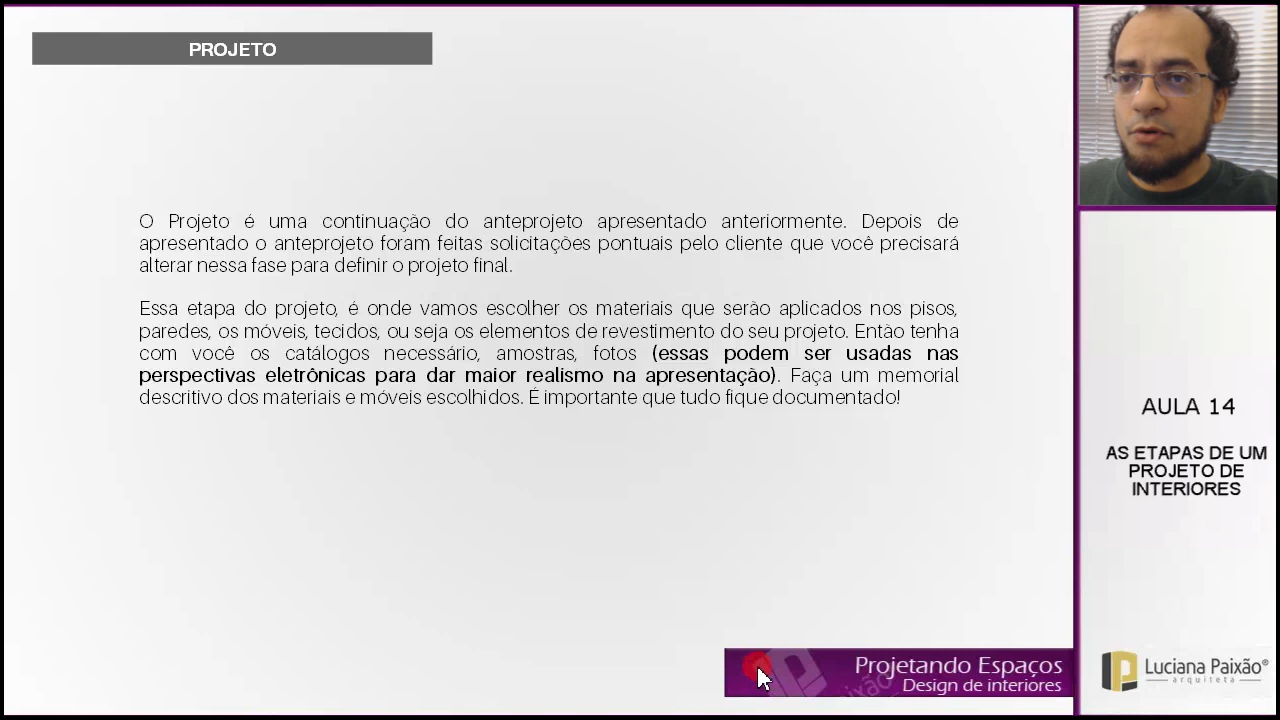 PROJETO
O Projeto é uma continuação do anteprojeto apresentado anteriormente. Depois de
apresentado o anteprojeto foram feitas solicitações pontuais pelo cliente que você precisará
alterar nessa fase para definir o projeto final.
Essa etapa do projeto, é onde vamos escolher os materiais que serão aplicados nos pisos,
paredes, os móveis, tecidos, ou seja os elementos de revestimento do seu projeto. Então tenha
com você os catálogos necessário, amostras, fotos (essas podem ser usadas nas
perspectivas eletrônicas para dar maior realismo na apresentação). Faça um memorial
descritivo dos materiais e móveis escolhidos. É importante que tudo fique documentado!
AULA 14
AS ETAPAS DE UM
PROJETO DE
INTERIORES
Projetando Espaços
Design de interiores
Paixão
Luciana Paixão®
arquiteta